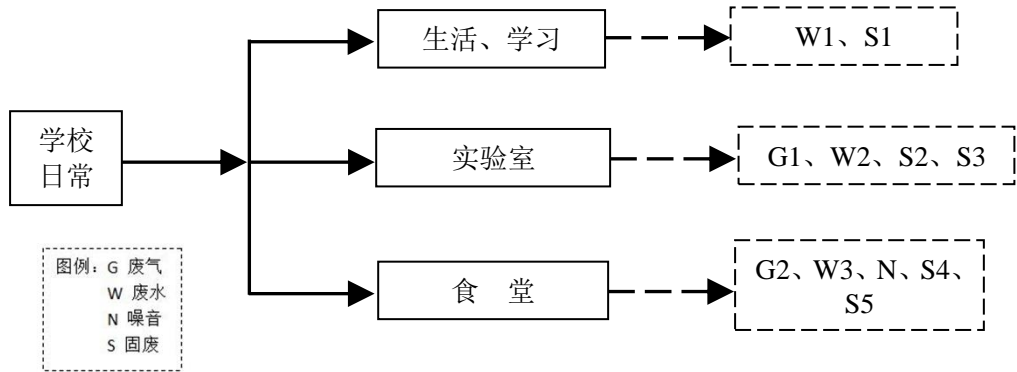 生活、学习
W1、S1
学校
日常
实验室
G1、W2、S2、S3
食 堂
G2、W3、N、S4、
S5
图例：G 废气
W 废水
N 噪音
S 固废